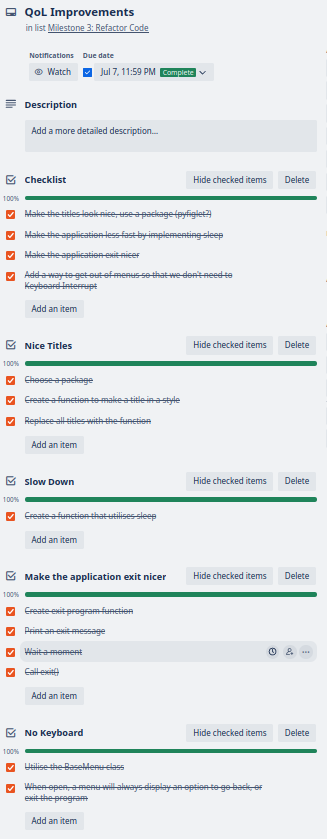 QoL Improvements
in list Milestone 3: Refactor Code
Notifications Due date
Watch Jul 7, 11:59 PM Complete
Description
Add a more detailed description...
Checklist Hide checked items Delete
100%
Make the titles look nice, use a package (pyfiglet?)
Make the application less fast by implementing sleep
Make the application exit nicer
Add a way to get out of menus so that we don't need to
Keyboard Interrupt
Add an item
Nice Titles Hide checked items Delete
100%
Choose a package
Create a function to make a title in a style
Replace all titles with the function
Add an item
Slow Down Hide checked items Delete
100%
Create a function that utilises sleep
Add an item
Make the application exit nicer Hide checked items Delete
100%
Create exit program function
Print an exit message
Wait a moment
Call exit()
Add an item
No Keyboard Hide checked items Delete
100%
Utilise the BaseMenu class
When open, a menu will always display an option to go back, or
exit the program
Add an item